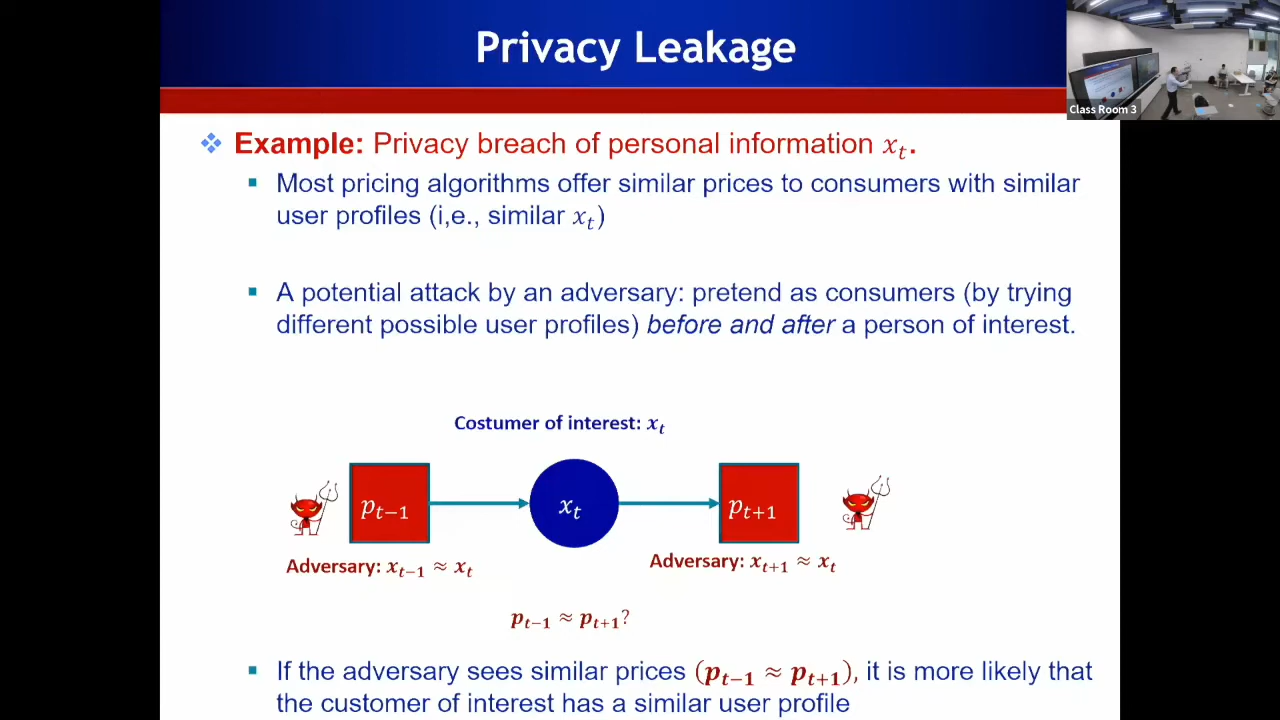 Privacy Leakage
Class Room 3
Example: Privacy breach of personal information xₜ.
Most pricing algorithms offer similar prices to consumers with similar
user profiles (i,e., similar xₜ)
A potential attack by an adversary: pretend as consumers (by trying
different possible user profiles) before and after a person of interest.
Costumer of interest: xₜ
pₜ₋₁
xₜ
pₜ₊₁
Adversary: xₜ₋₁ ≈ xₜ
Adversary: xₜ₊₁ ≈ xₜ
pₜ₋₁ ≈ pₜ₊₁?
If the adversary sees similar prices (pₜ₋₁ ≈ pₜ₊₁), it is more likely that
the customer of interest has a similar user profile